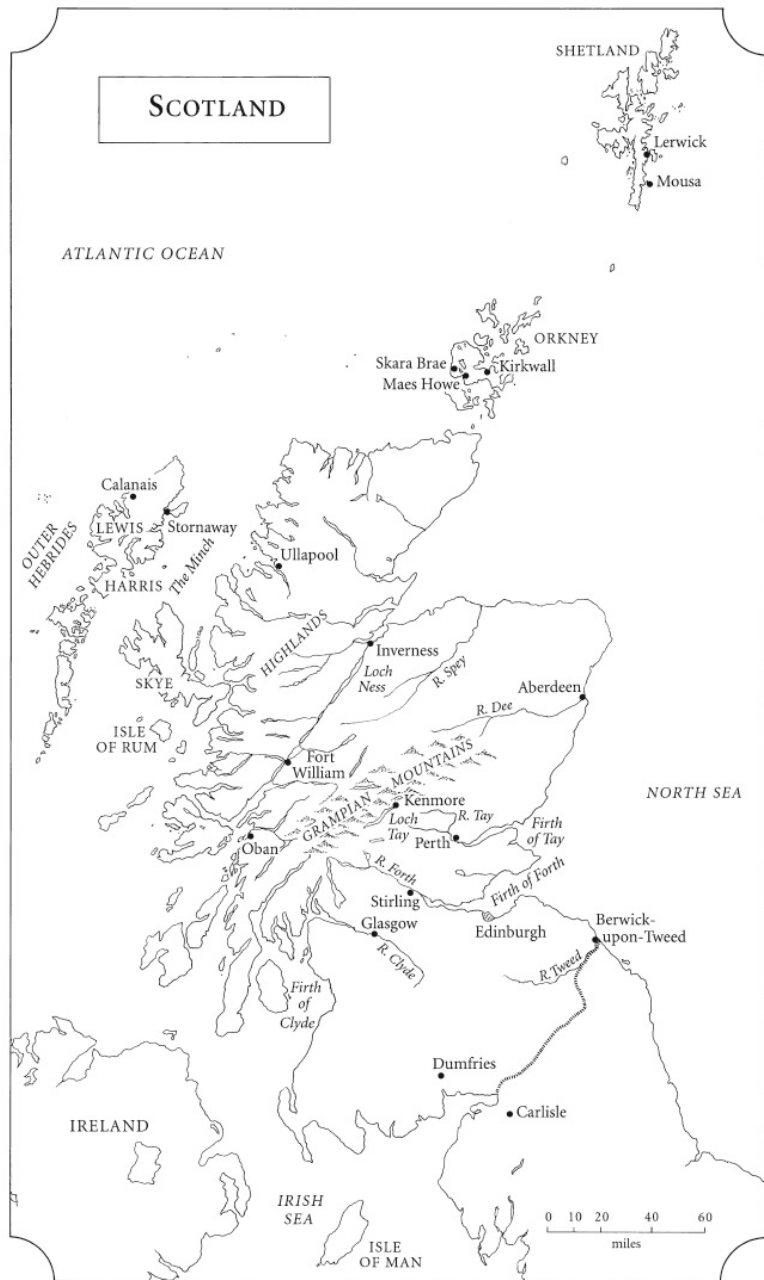 SHETLAND
SCOTLAND
Lerwick
Mousa
ATLANTIC OCEAN
ORKNEY
Skara Brae
Kirkwall
Maes Howe
Calanais
LEWIS
Stornaway
OUTER
HEBRIDES
The Minch
Ullapool
HARRIS
HIGHLANDS
Inverness
Loch
Ness
R. Spey
SKYE
Aberdeen
R. Dee
ISLE
OF RUM
Fort
William
GRAMPIAN MOUNTAINS
NORTH SEA
Kenmore
Loch
Tay
R. Tay
Firth
of Tay
Perth
Oban
R. Forth
Firth of Forth
Stirling
Glasgow
Edinburgh
Berwick-
upon-Tweed
R. Clyde
R. Tweed
Firth
of
Clyde
Dumfries
Carlisle
IRELAND
IRISH
SEA
ISLE
OF MAN
0 10 20 40 60
miles